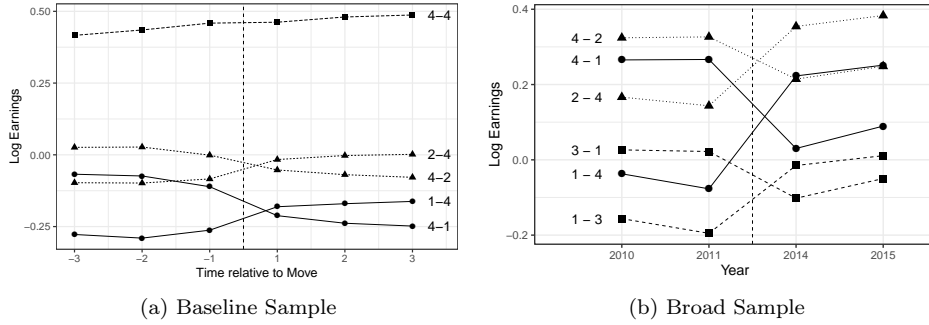 0.50
0.25
0.00
−0.25
Log Earnings
4−4
2−4
4−2
1−4
4−1
−3
−2
−1
1
2
3
Time relative to Move
(a) Baseline Sample
0.4
0.2
0.0
−0.2
Log Earnings
4 − 2
4 − 1
2 − 4
3 − 1
1 − 4
1 − 3
2010
2011
2014
2015
Year
(b) Broad Sample